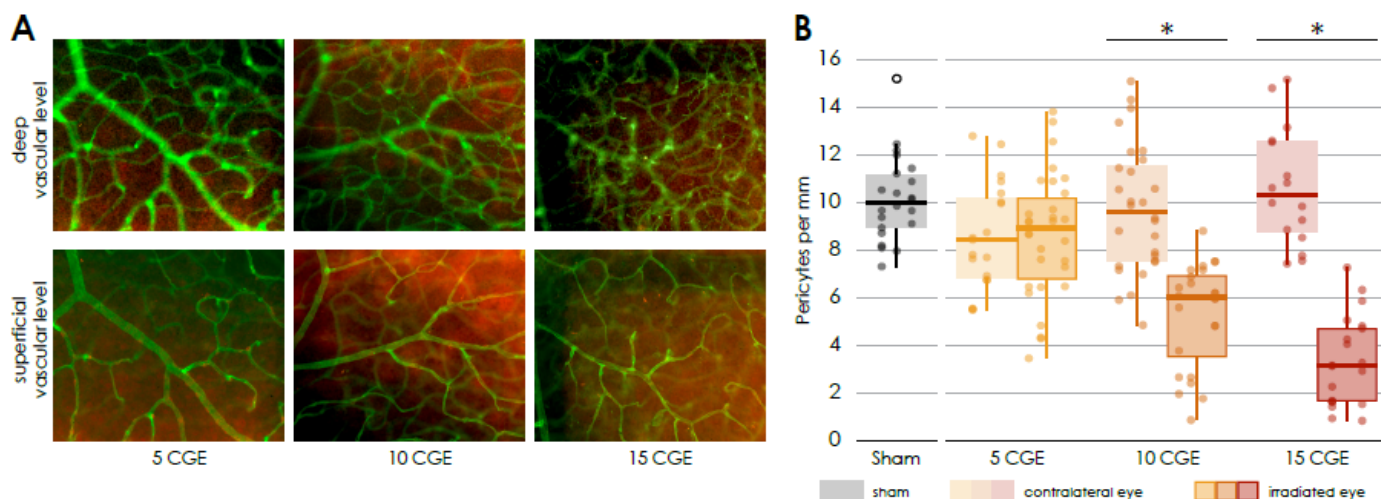 A
deep
vascular level
superficial
vascular level
5 CGE
10 CGE
15 CGE
B
*
*
Pericytes per mm
16
14
12
10
8
6
4
2
0
Sham
5 CGE
10 CGE
15 CGE
sham
contralateral eye
irradiated eye